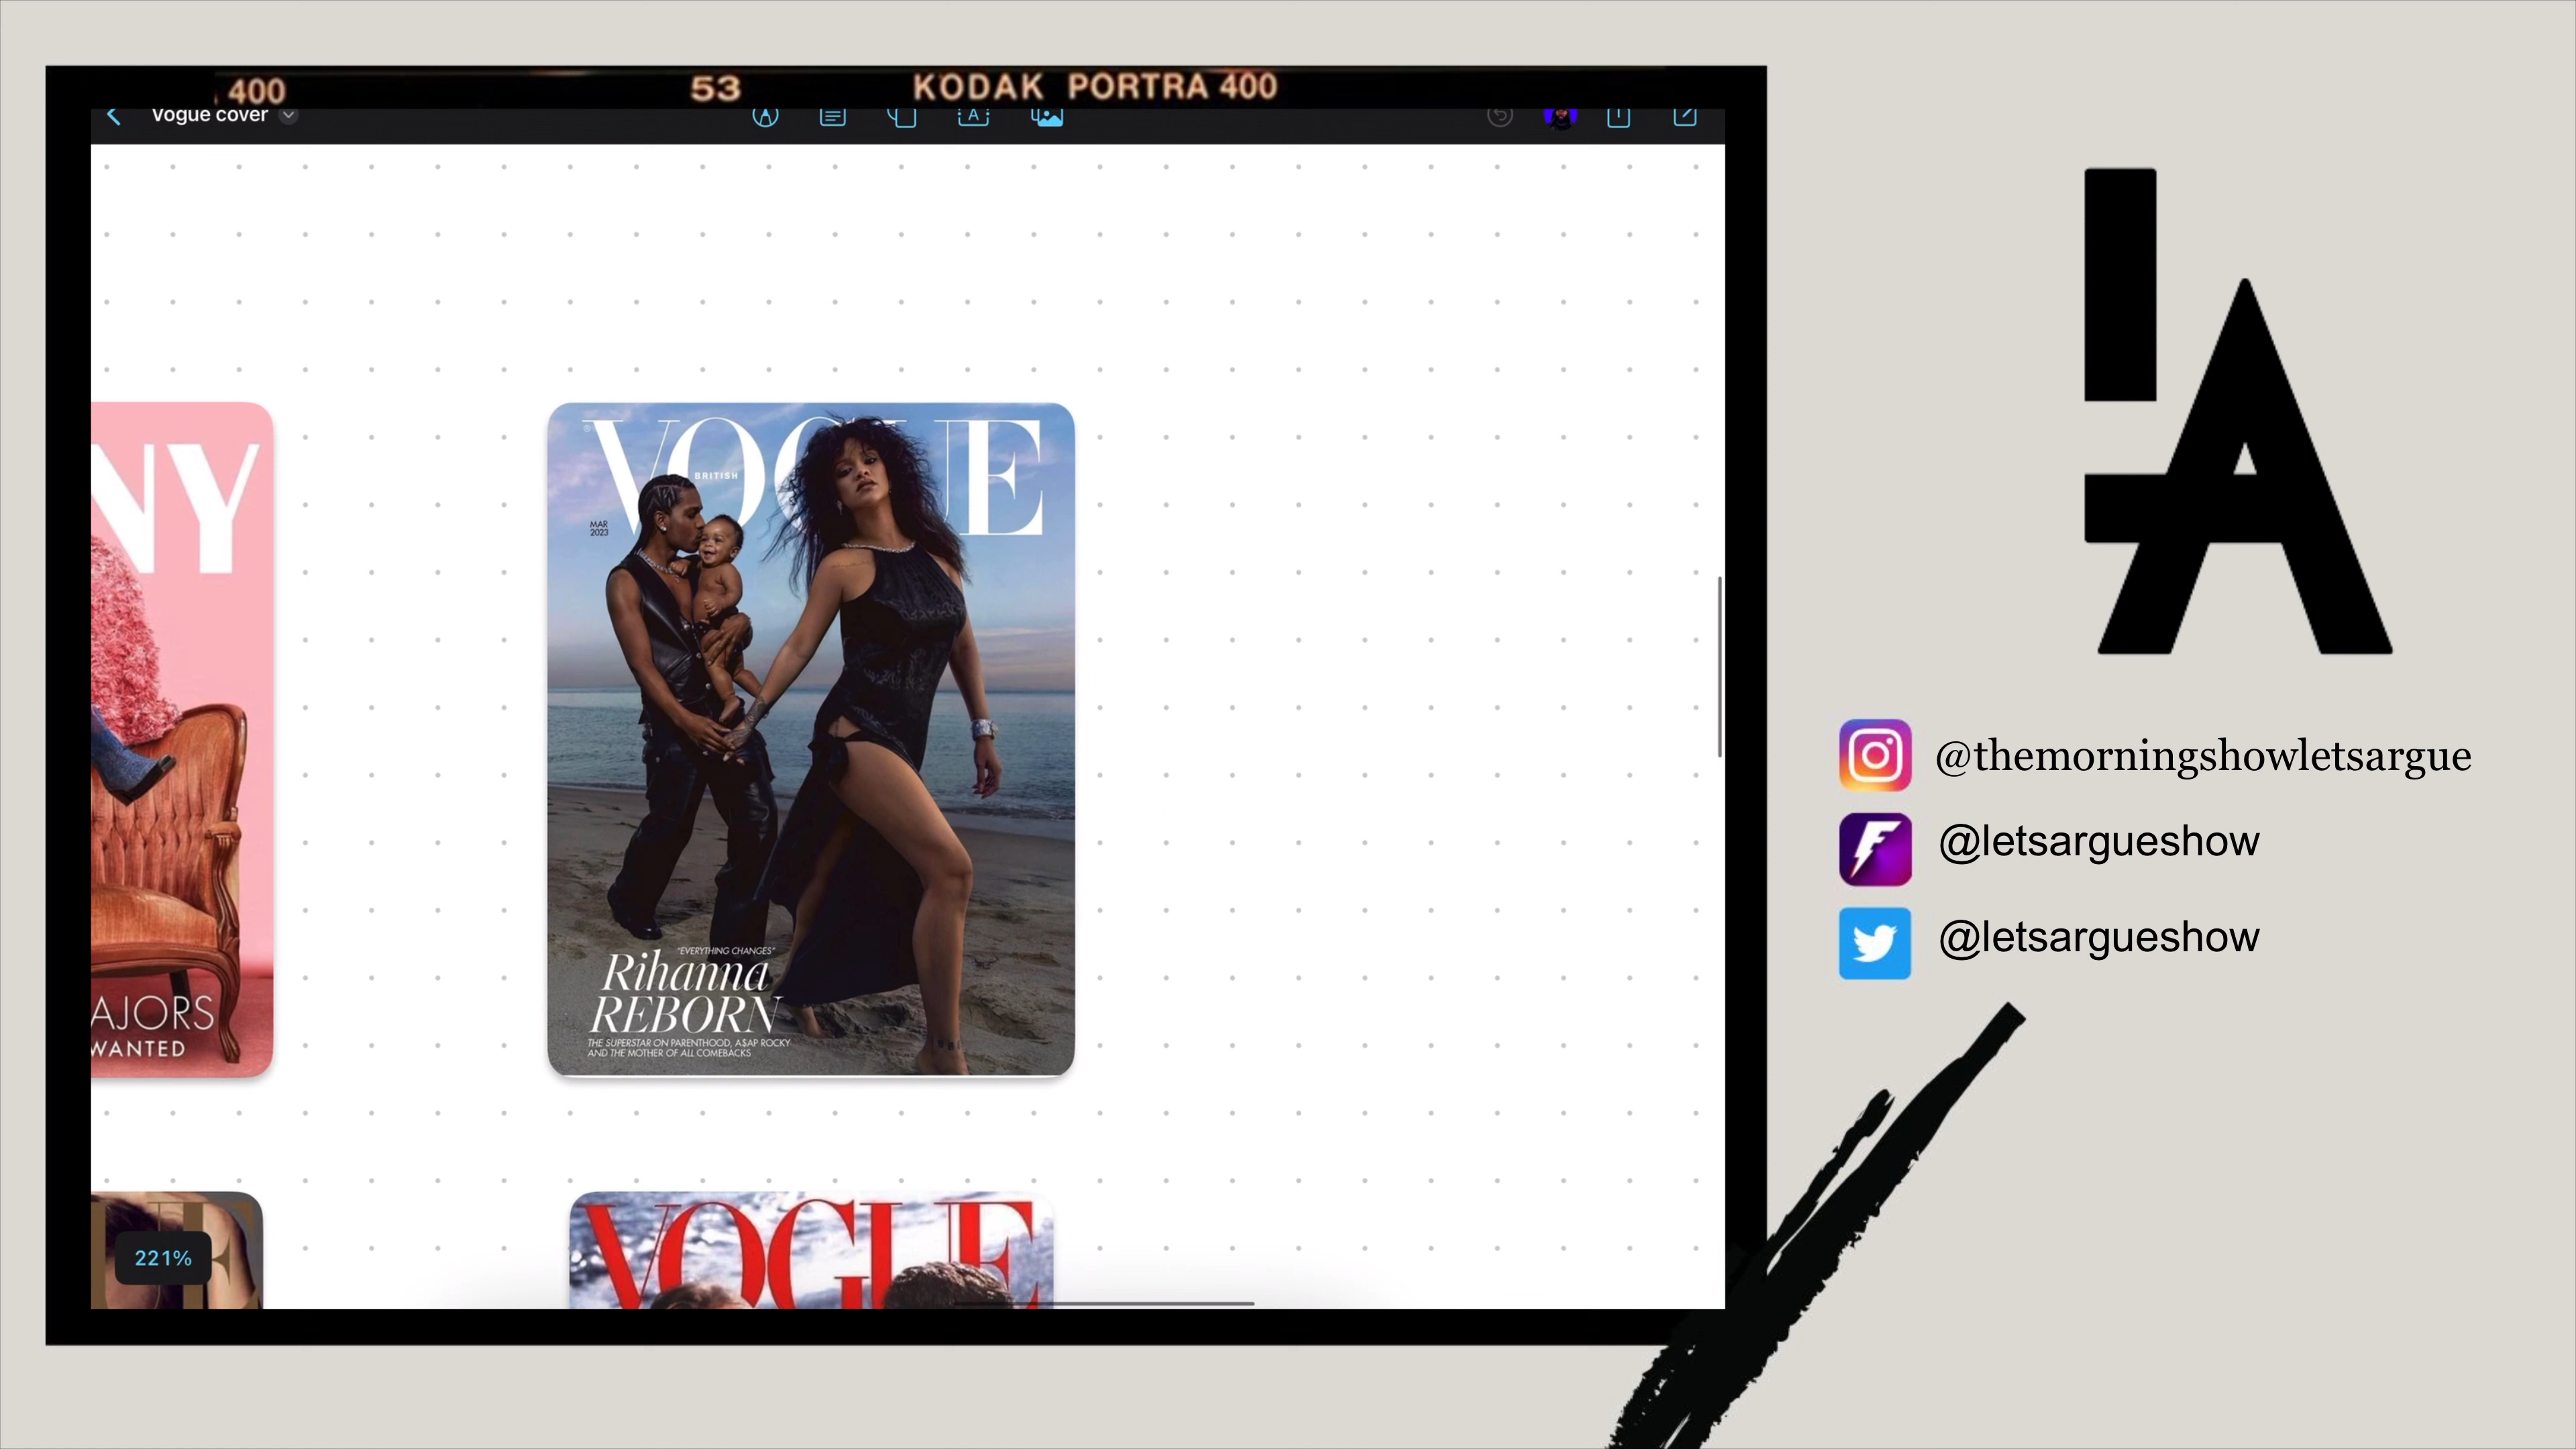 400
53
KODAK PORTRA 400
Vogue cover
NY
AJORS
WANTED
VOGUE
BRITISH
MAR
2023
"EVERYTHING CHANGES"
Rihanna
REBORN
THE SUPERSTAR ON PARENTHOOD, A$AP ROCKY
AND THE MOTHER OF ALL COMEBACKS
221%
VOGUE
@themorningshowletsargue
@letsargueshow
@letsargueshow